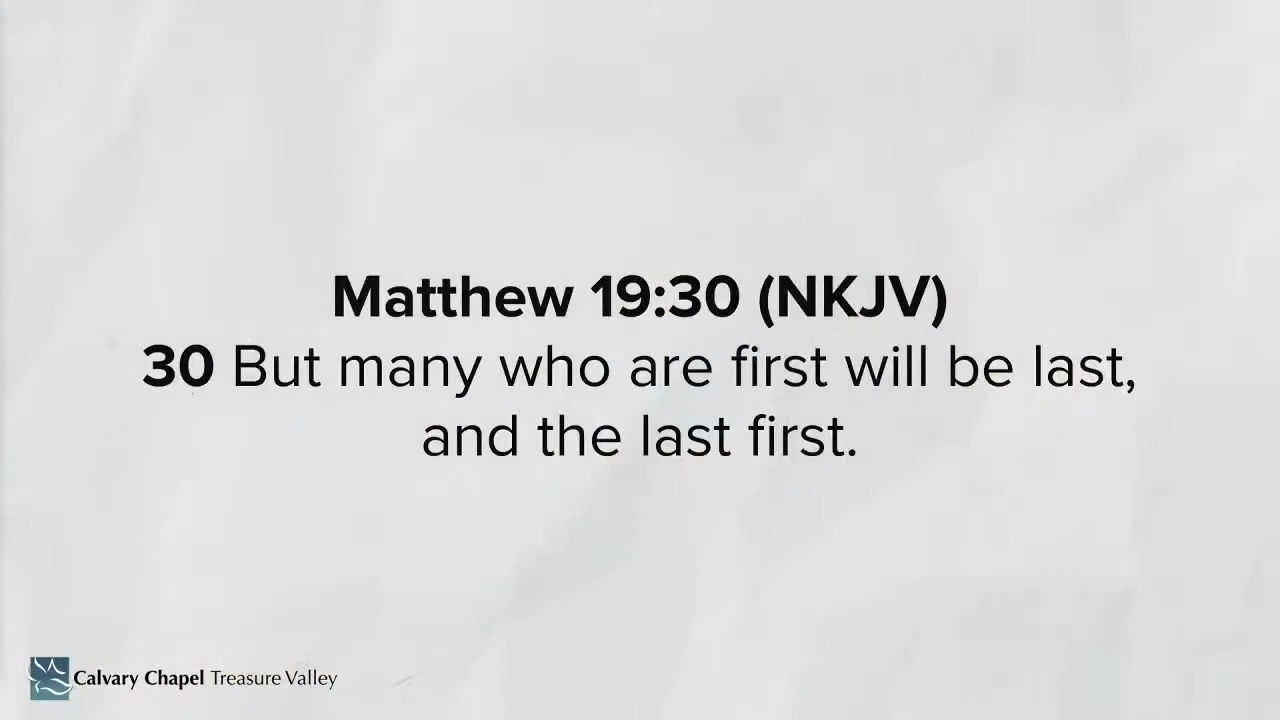 Matthew 19:30 (NKJV)
30 But many who are first will be last,
and the last first.
Calvary Chapel Treasure Valley